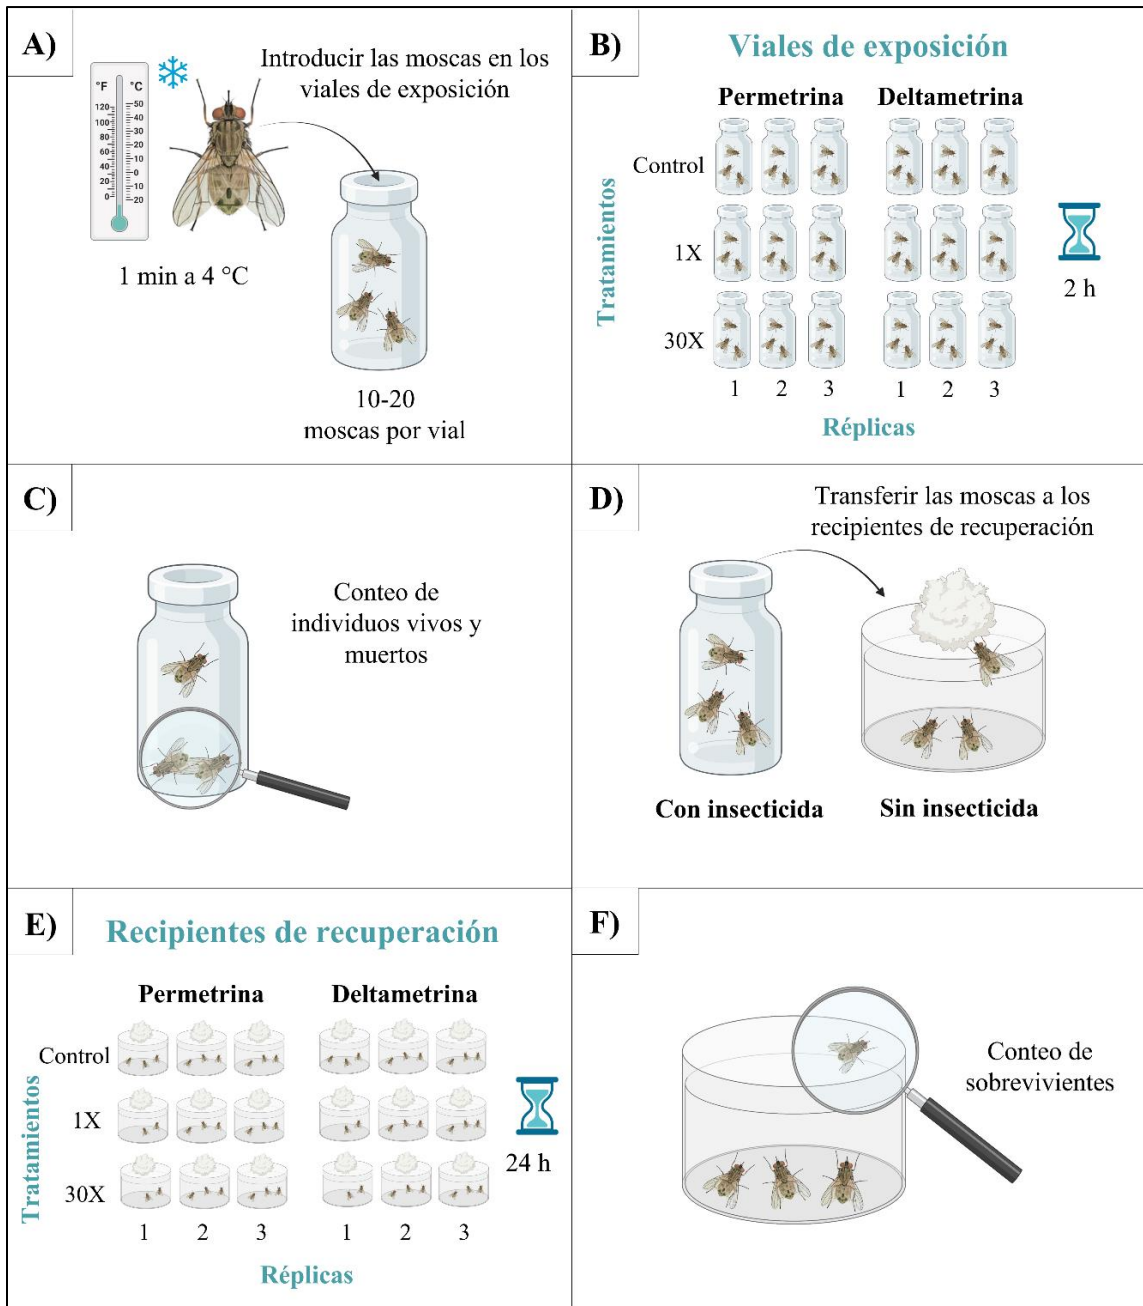 A)
Introducir las moscas en los
viales de exposición
°F
°C
120
100
80
60
40
20
0
50
40
30
20
10
0
10
20
1 min a 4 °C
10-20
moscas por vial
B)
Viales de exposición
Permetrina
Deltametrina
Tratamientos
Control
1X
30X
2 h
1 2 3 1 2 3
Réplicas
C)
Conteo de
individuos vivos y
muertos
D)
Transferir las moscas a los
recipientes de recuperación
Con insecticida
Sin insecticida
E)
Recipientes de recuperación
Permetrina
Deltametrina
Tratamientos
Control
1X
30X
24 h
1 2 3 1 2 3
Réplicas
F)
Conteo de
sobrevivientes